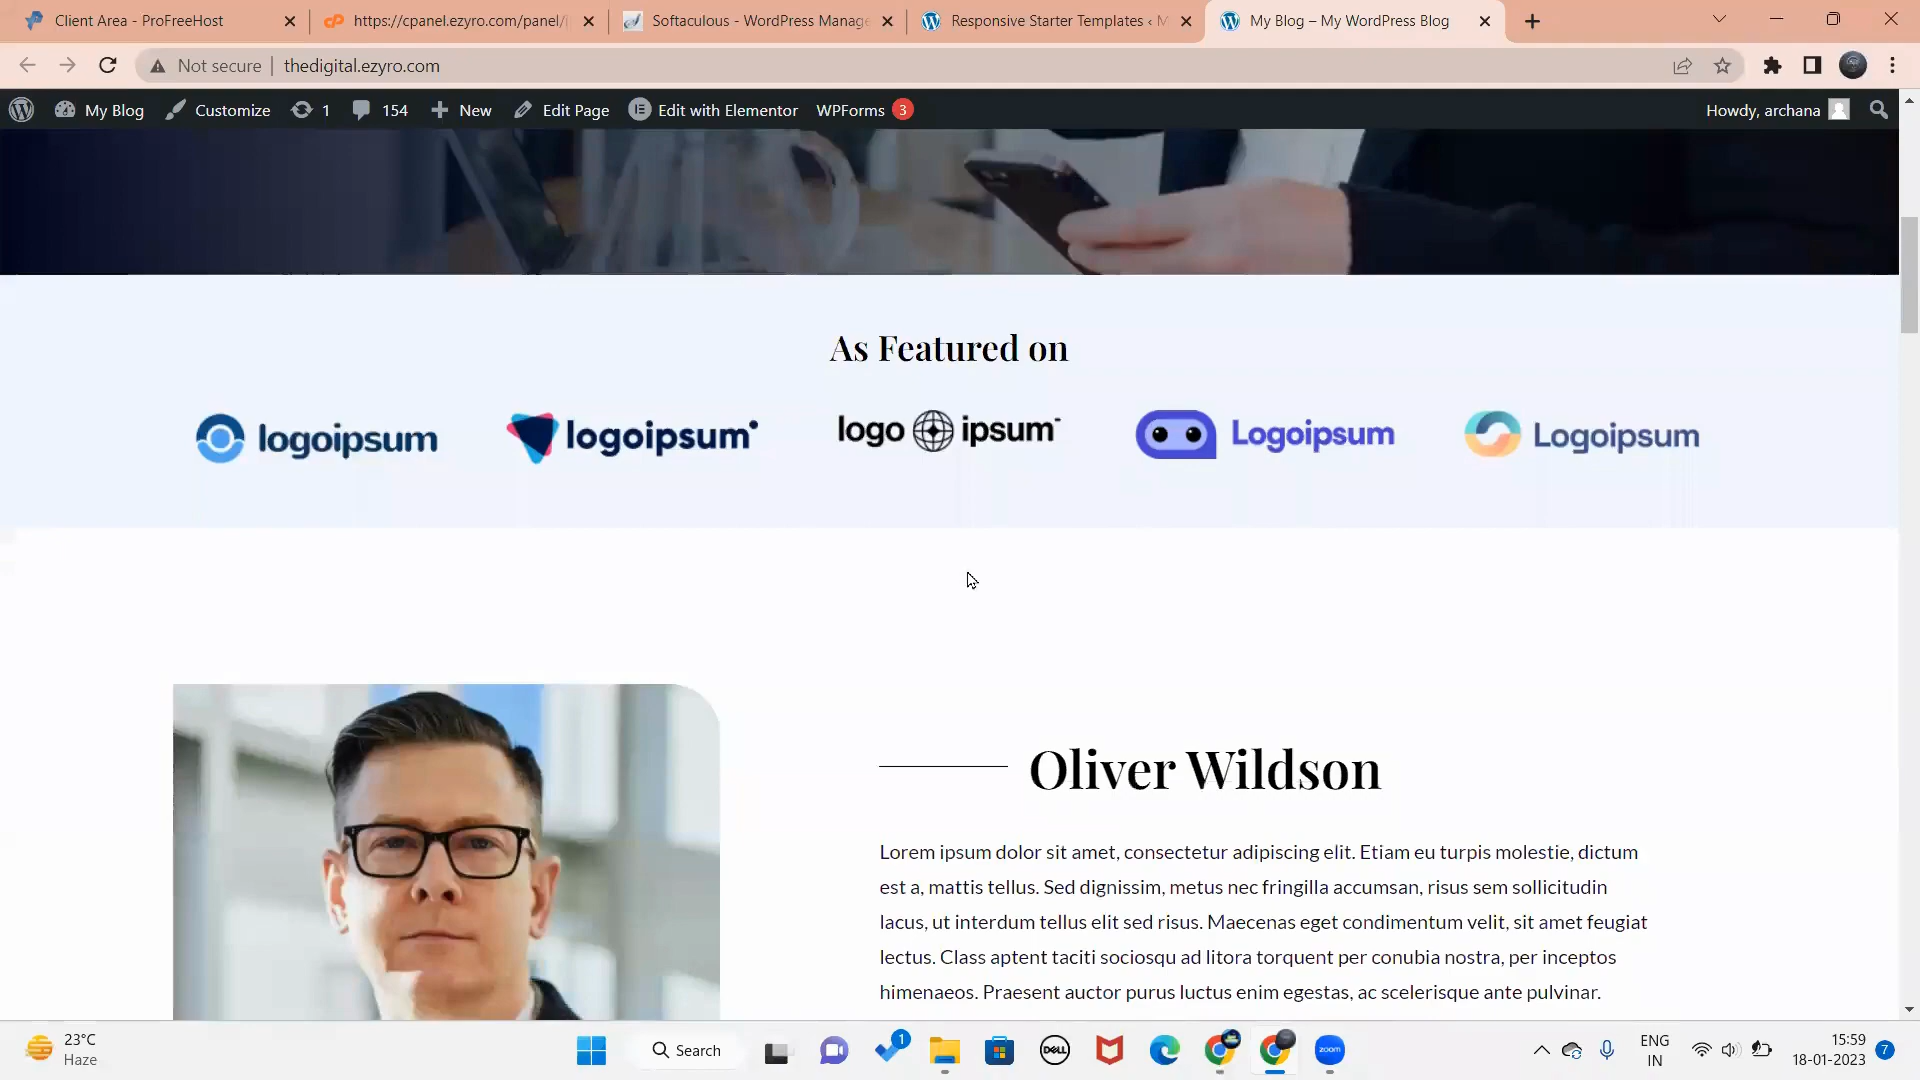 Client Area - ProFreeHost
https://cpanel.ezyro.com/panel/
Softaculous - WordPress Manage
Responsive Starter Templates ‹ M
My Blog – My WordPress Blog
Not secure
thedigital.ezyro.com
My Blog
Customize
1
154
New
Edit Page
Edit with Elementor
WPForms 3
Howdy, archana
As Featured on
logoipsum
logoipsum
logo ipsum
Logoipsum
Logoipsum
Oliver Wildson
Lorem ipsum dolor sit amet, consectetur adipiscing elit. Etiam eu turpis molestie, dictum
est a, mattis tellus. Sed dignissim, metus nec fringilla accumsan, risus sem sollicitudin
lacus, ut interdum tellus elit sed risus. Maecenas eget condimentum velit, sit amet feugiat
lectus. Class aptent taciti sociosqu ad litora torquent per conubia nostra, per inceptos
himenaeos. Praesent auctor purus luctus enim egestas, ac scelerisque ante pulvinar.
23°C
Haze
Search
1
DELL
zoom
ENG
IN
15:59
18-01-2023
7